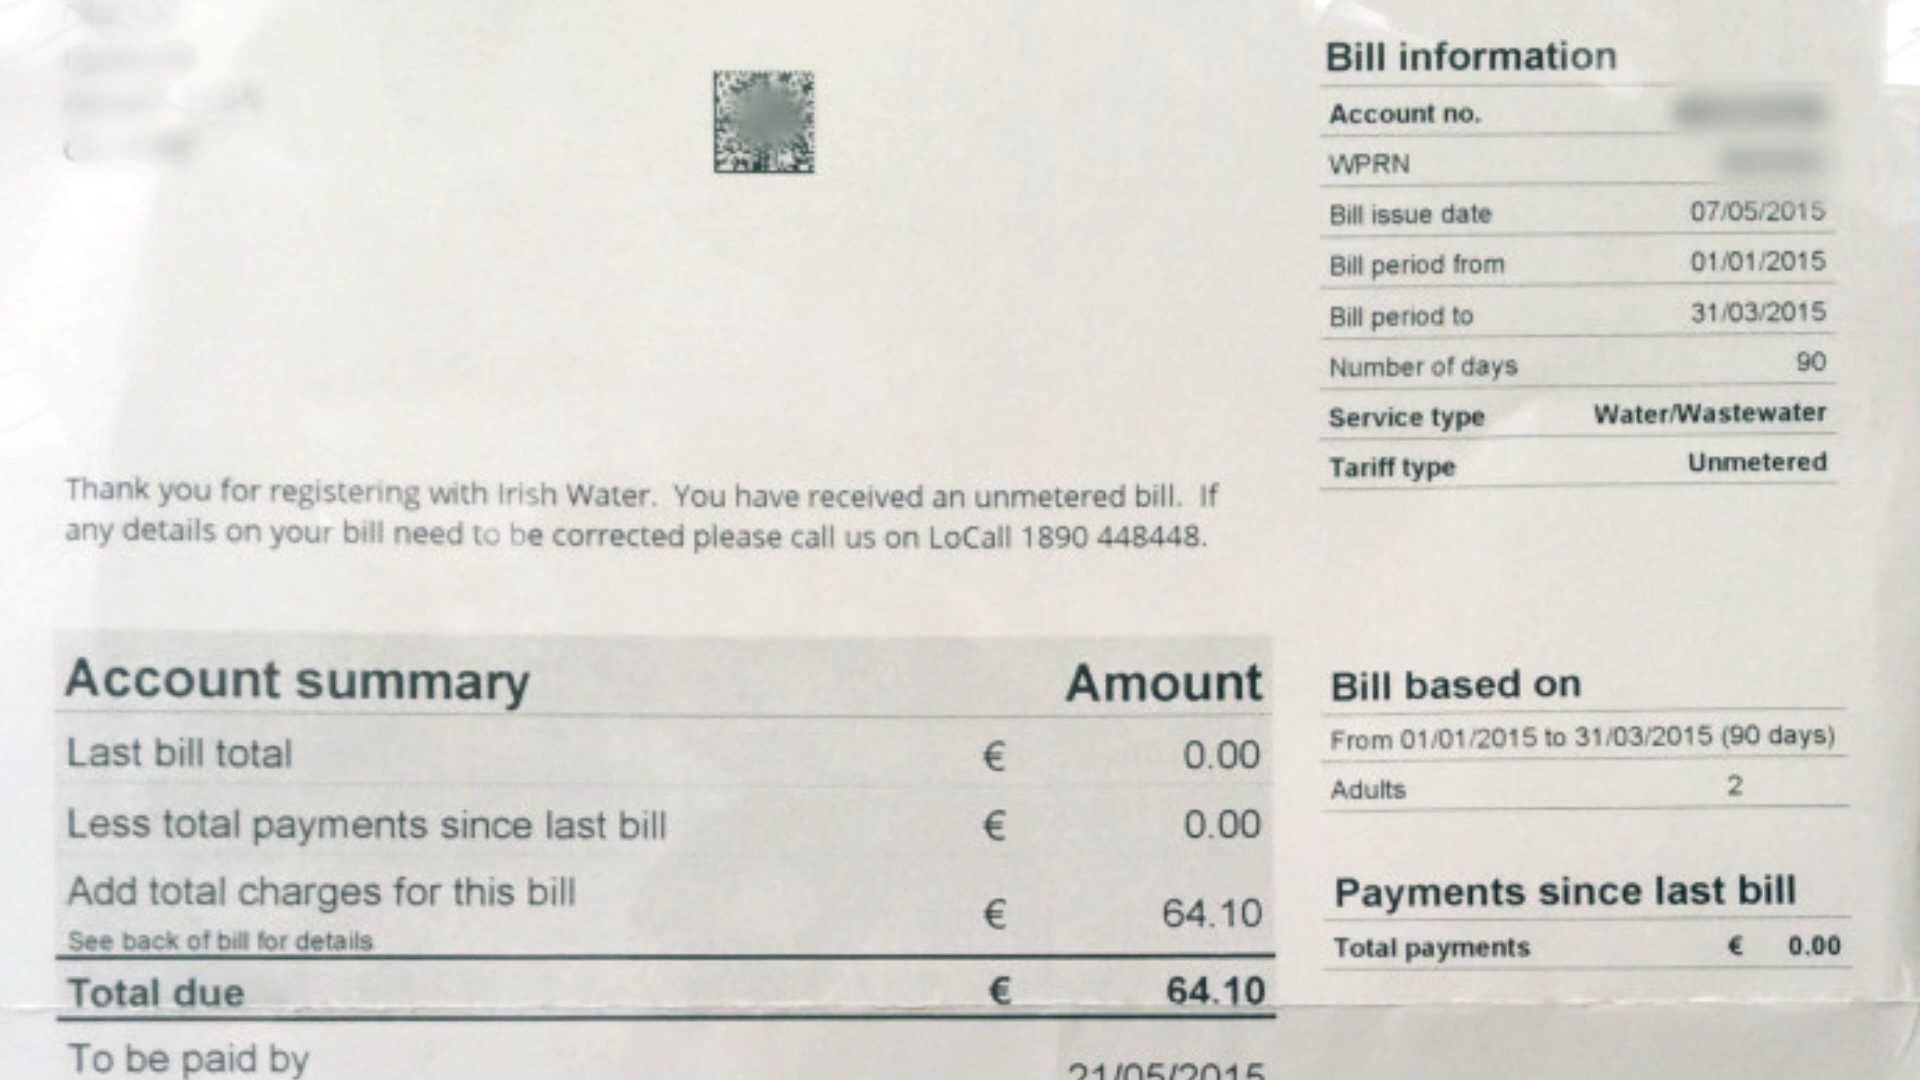 Bill information
Account no.
WPRN
Bill issue date 07/05/2015
Bill period from 01/01/2015
Bill period to 31/03/2015
Number of days 90
Service type Water/Wastewater
Tariff type Unmetered
Thank you for registering with Irish Water. You have received an unmetered bill. If
any details on your bill need to be corrected please call us on LoCall 1890 448448.
Account summary Amount
Last bill total € 0.00
Less total payments since last bill € 0.00
Add total charges for this bill € 64.10
See back of bill for details
Total due € 64.10
To be paid by 21/05/2015
Bill based on
From 01/01/2015 to 31/03/2015 (90 days)
Adults 2
Payments since last bill
Total payments € 0.00